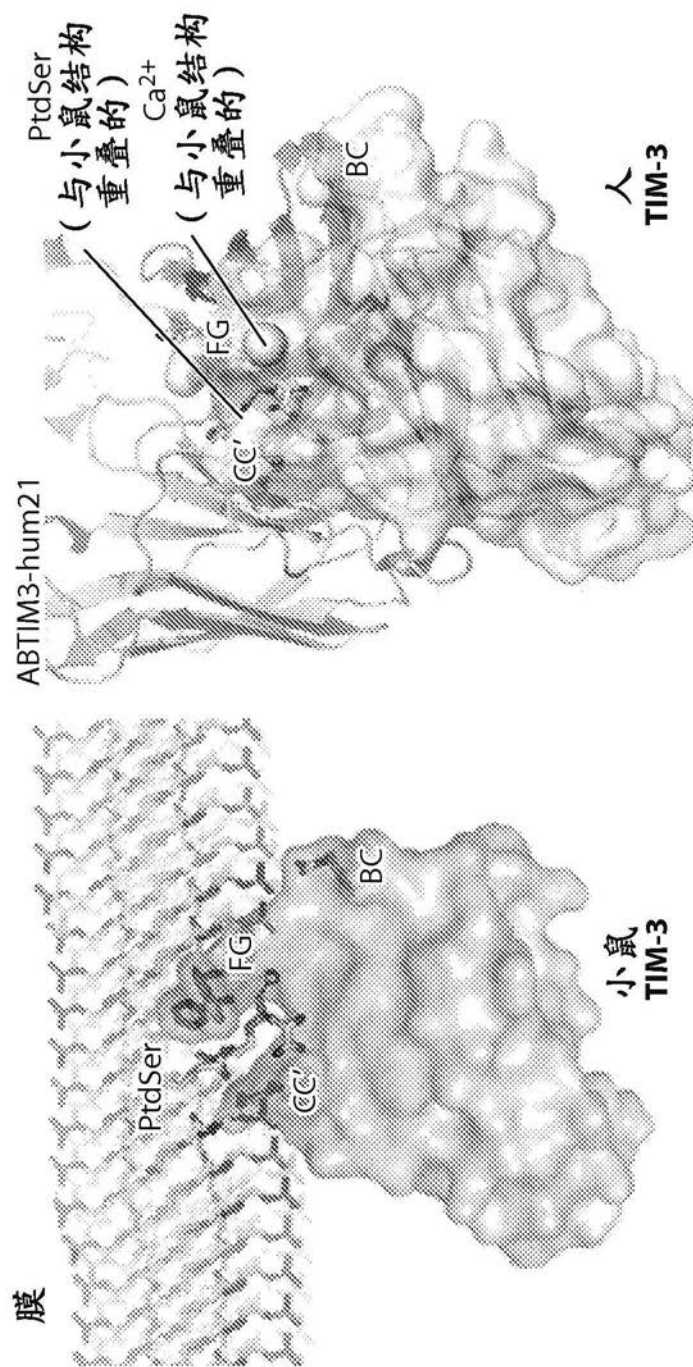 膜
PtdSer
FG
CC′
BC
小鼠
TIM-3
ABTIM3-hum21
PtdSer
(与小鼠结构
重叠的)
Ca²⁺
(与小鼠结构
重叠的)
FG
CC′
BC
人
TIM-3